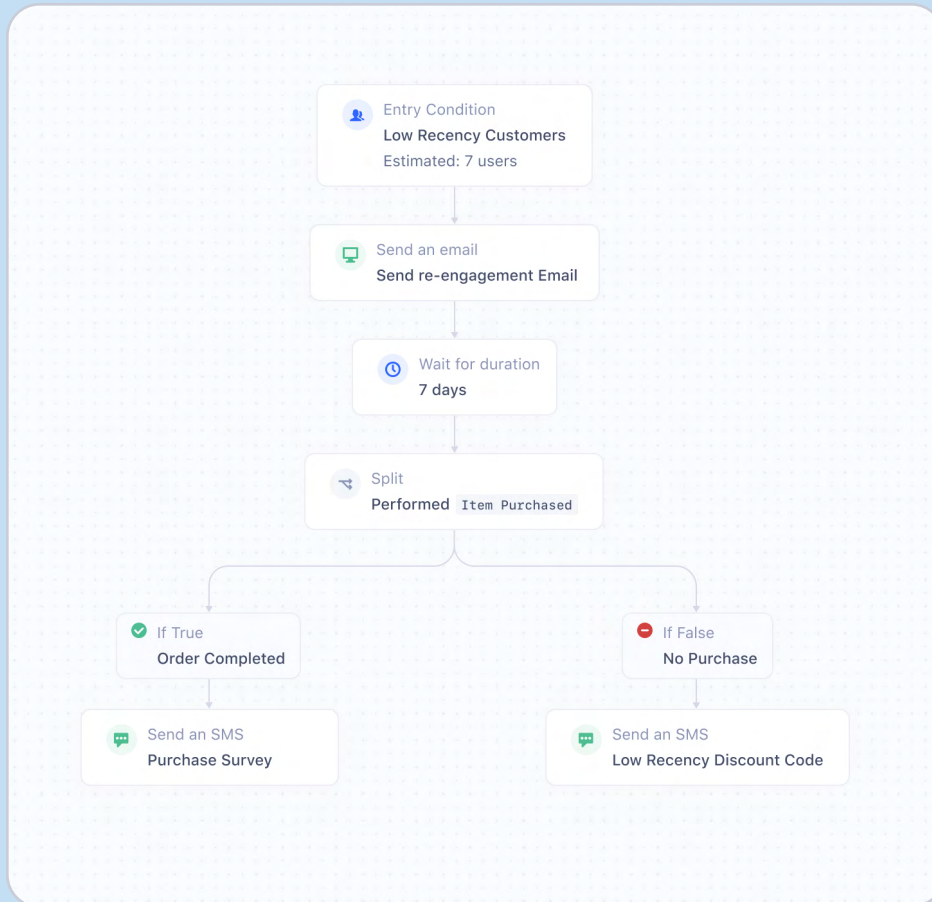 Entry Condition
Low Recency Customers
Estimated: 7 users
Send an email
Send re-engagement Email
Wait for duration
7 days
Split
Performed Item Purchased
If True
Order Completed
If False
No Purchase
Send an SMS
Purchase Survey
Send an SMS
Low Recency Discount Code